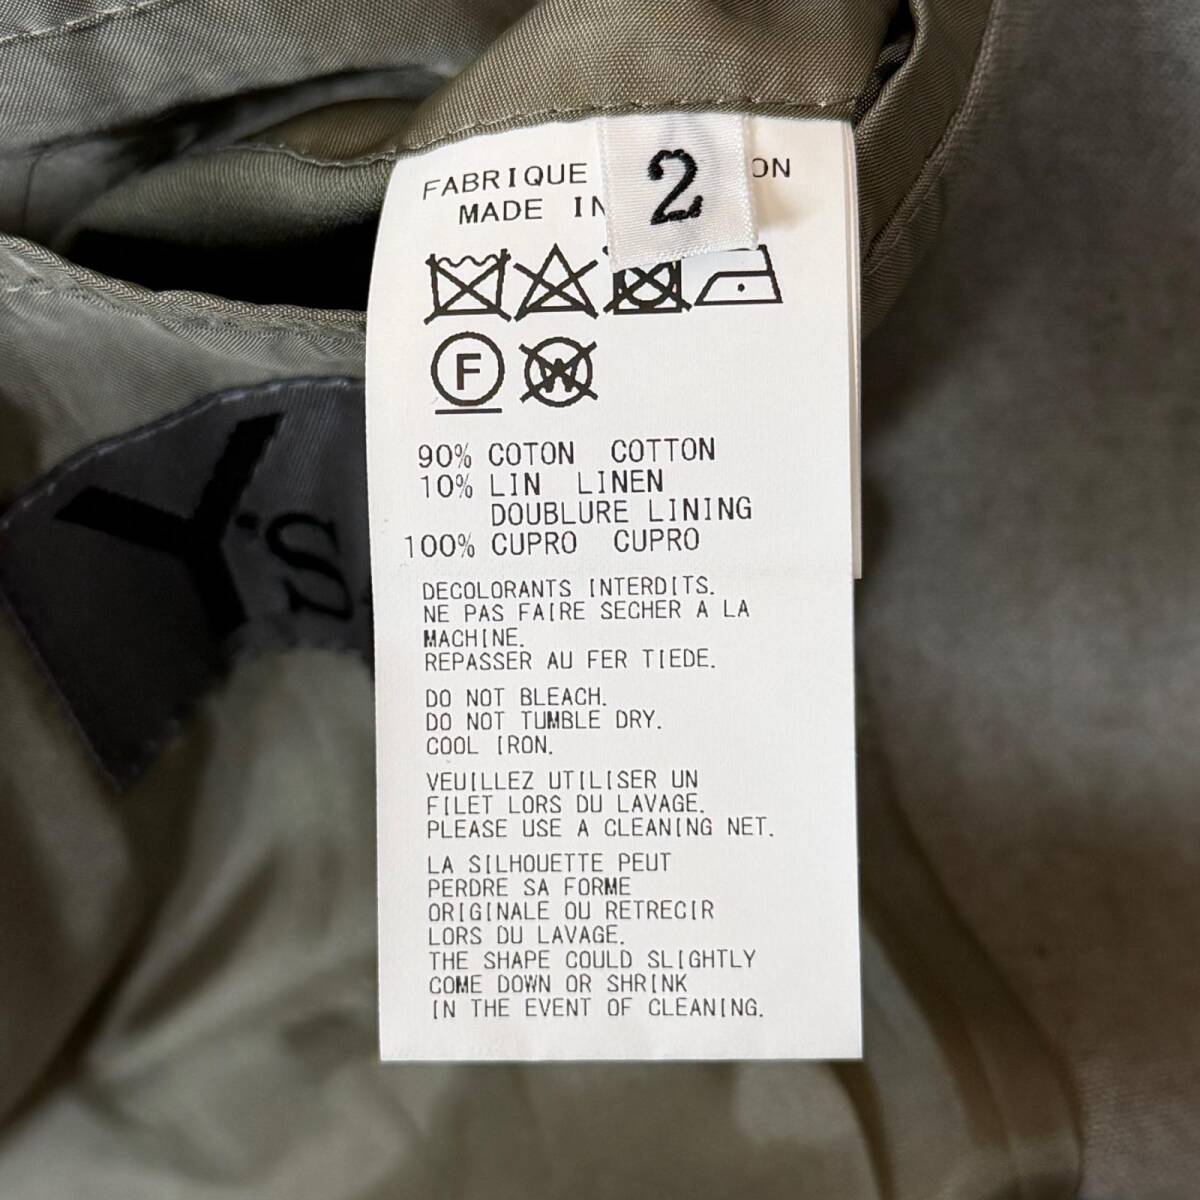 2
FABRIQUE
MADE IN
F
W
90% COTON COTTON
10% LIN LINEN
DOUBLURE LINING
100% CUPRO CUPRO
DECOLORANTS INTERDITS.
NE PAS FAIRE SECHER A LA
MACHINE.
REPASSER AU FER TIEDE.
DO NOT BLEACH.
DO NOT TUMBLE DRY.
COOL IRON.
VEUILLEZ UTILISER UN
FILET LORS DU LAVAGE.
PLEASE USE A CLEANING NET.
LA SILHOUETTE PEUT
PERDRE SA FORME
ORIGINALE OU RETRECIR
LORS DU LAVAGE.
THE SHAPE COULD SLIGHTLY
COME DOWN OR SHRINK
IN THE EVENT OF CLEANING.
Y's